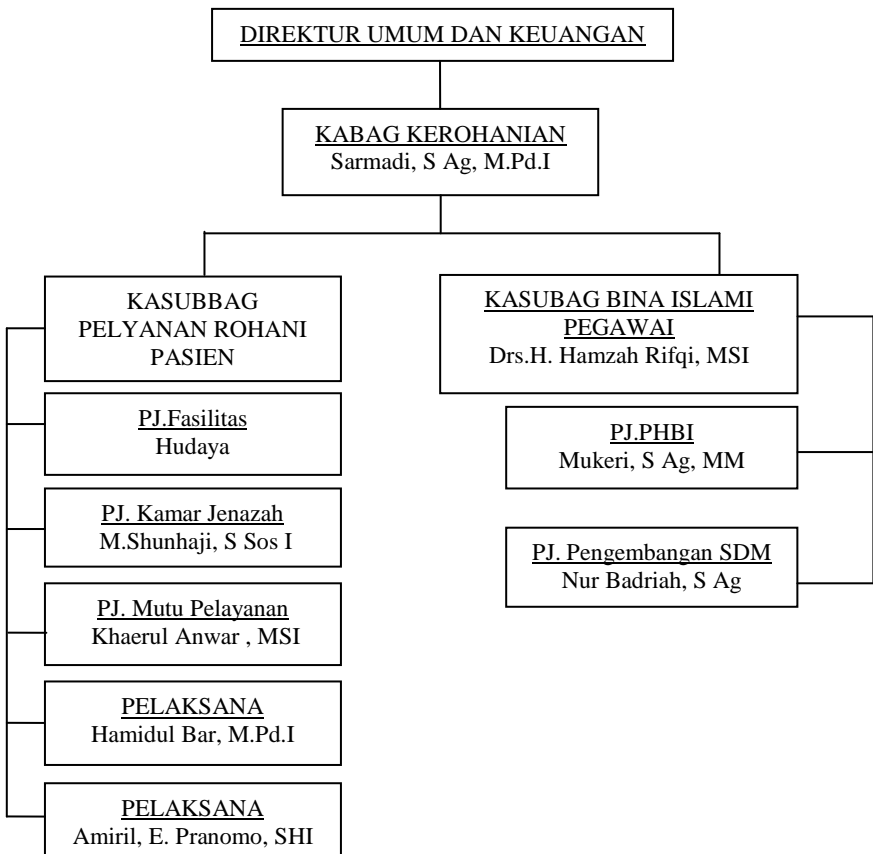 DIREKTUR UMUM DAN KEUANGAN
KABAG KEROHANIAN
Sarmadi, S Ag, M.Pd.I
KASUBBAG
PELYANAN ROHANI
PASIEN
PJ.Fasilitas
Hudaya
PJ. Kamar Jenazah
M.Shunhaji, S Sos I
PJ. Mutu Pelayanan
Khaerul Anwar , MSI
PELAKSANA
Hamidul Bar, M.Pd.I
PELAKSANA
Amiril, E. Pranomo, SHI
KASUBAG BINA ISLAMI
PEGAWAI
Drs.H. Hamzah Rifqi, MSI
PJ.PHBI
Mukeri, S Ag, MM
PJ. Pengembangan SDM
Nur Badriah, S Ag